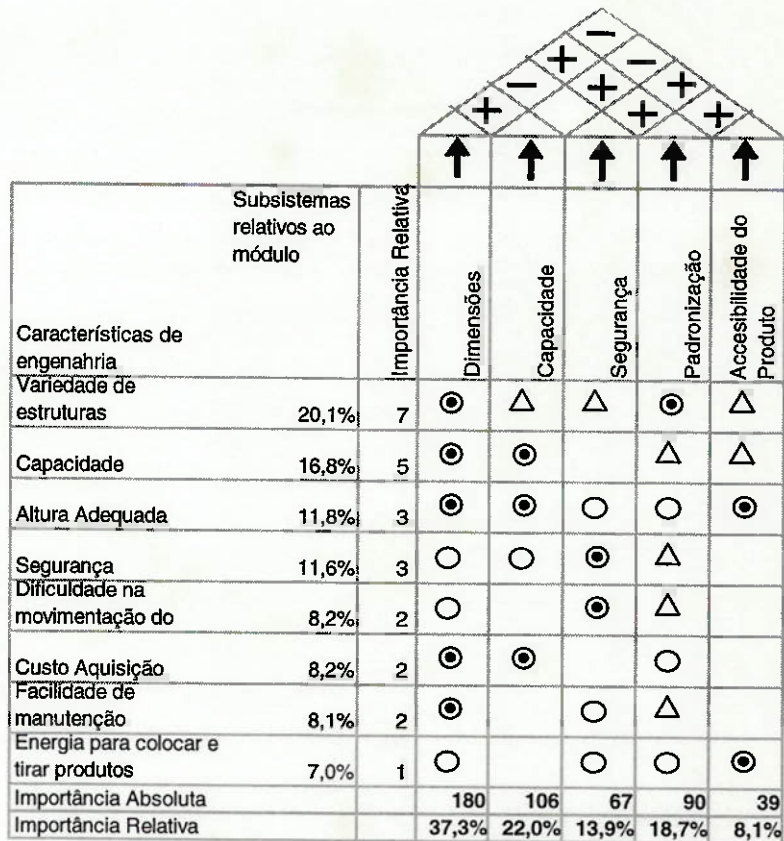 Subsistemas
relativos ao
módulo
Importância Relativa
Dimensões
Capacidade
Segurança
Padronização
Accesibilidade do
Produto
Características de
engenahria
Variedade de
estruturas 20,1% 7
Capacidade 16,8% 5
Altura Adequada 11,8% 3
Segurança 11,6% 3
Dificuldade na
movimentação do 8,2% 2
Custo Aquisição 8,2% 2
Facilidade de
manutenção 8,1% 2
Energia para colocar e
tirar produtos 7,0% 1
Importância Absoluta 180 106 67 90 39
Importância Relativa 37,3% 22,0% 13,9% 18,7% 8,1%